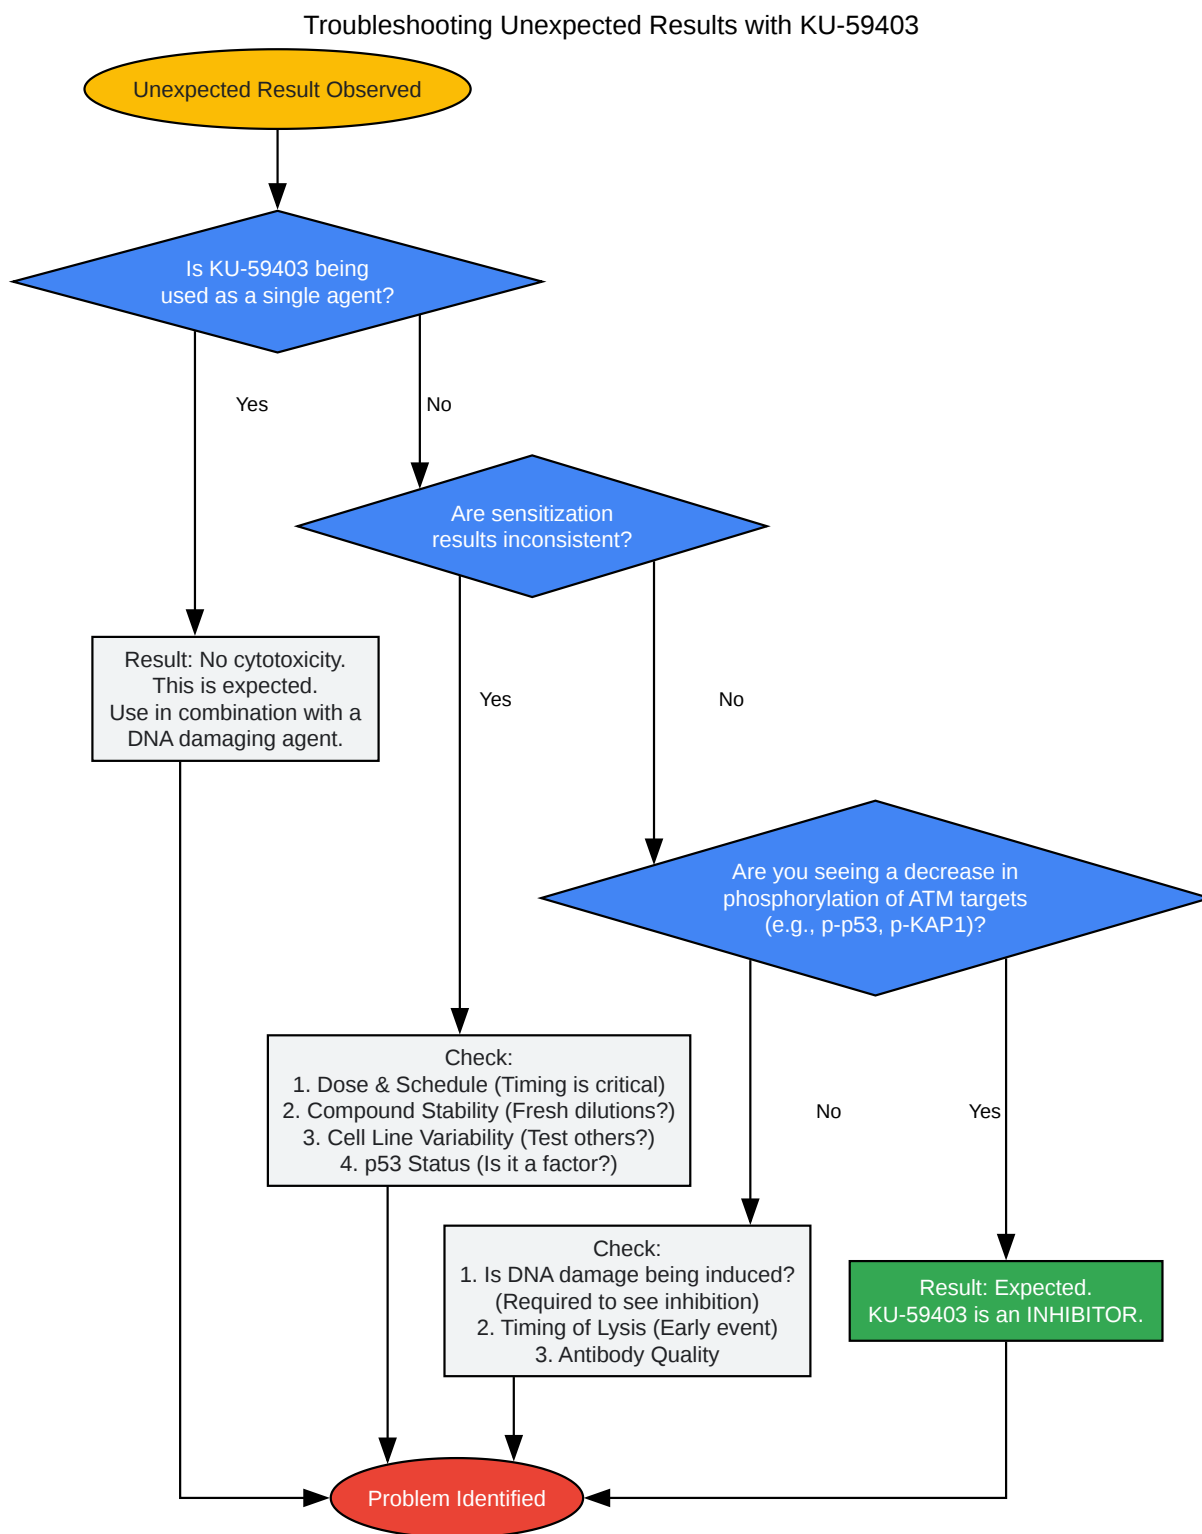 Troubleshooting Unexpected Results with KU-59403
Unexpected Result Observed
Is KU-59403 being
used as a single agent?
Yes
No
Are sensitization
results inconsistent?
Result: No cytotoxicity.
This is expected.
Use in combination with a
DNA damaging agent.
Yes
No
Are you seeing a decrease in
phosphorylation of ATM targets
(e.g., p-p53, p-KAP1)?
Check:
1. Dose & Schedule (Timing is critical)
2. Compound Stability (Fresh dilutions?)
3. Cell Line Variability (Test others?)
4. p53 Status (Is it a factor?)
No
Yes
Check:
1. Is DNA damage being induced?
(Required to see inhibition)
2. Timing of Lysis (Early event)
3. Antibody Quality
Result: Expected.
KU-59403 is an INHIBITOR.
Problem Identified